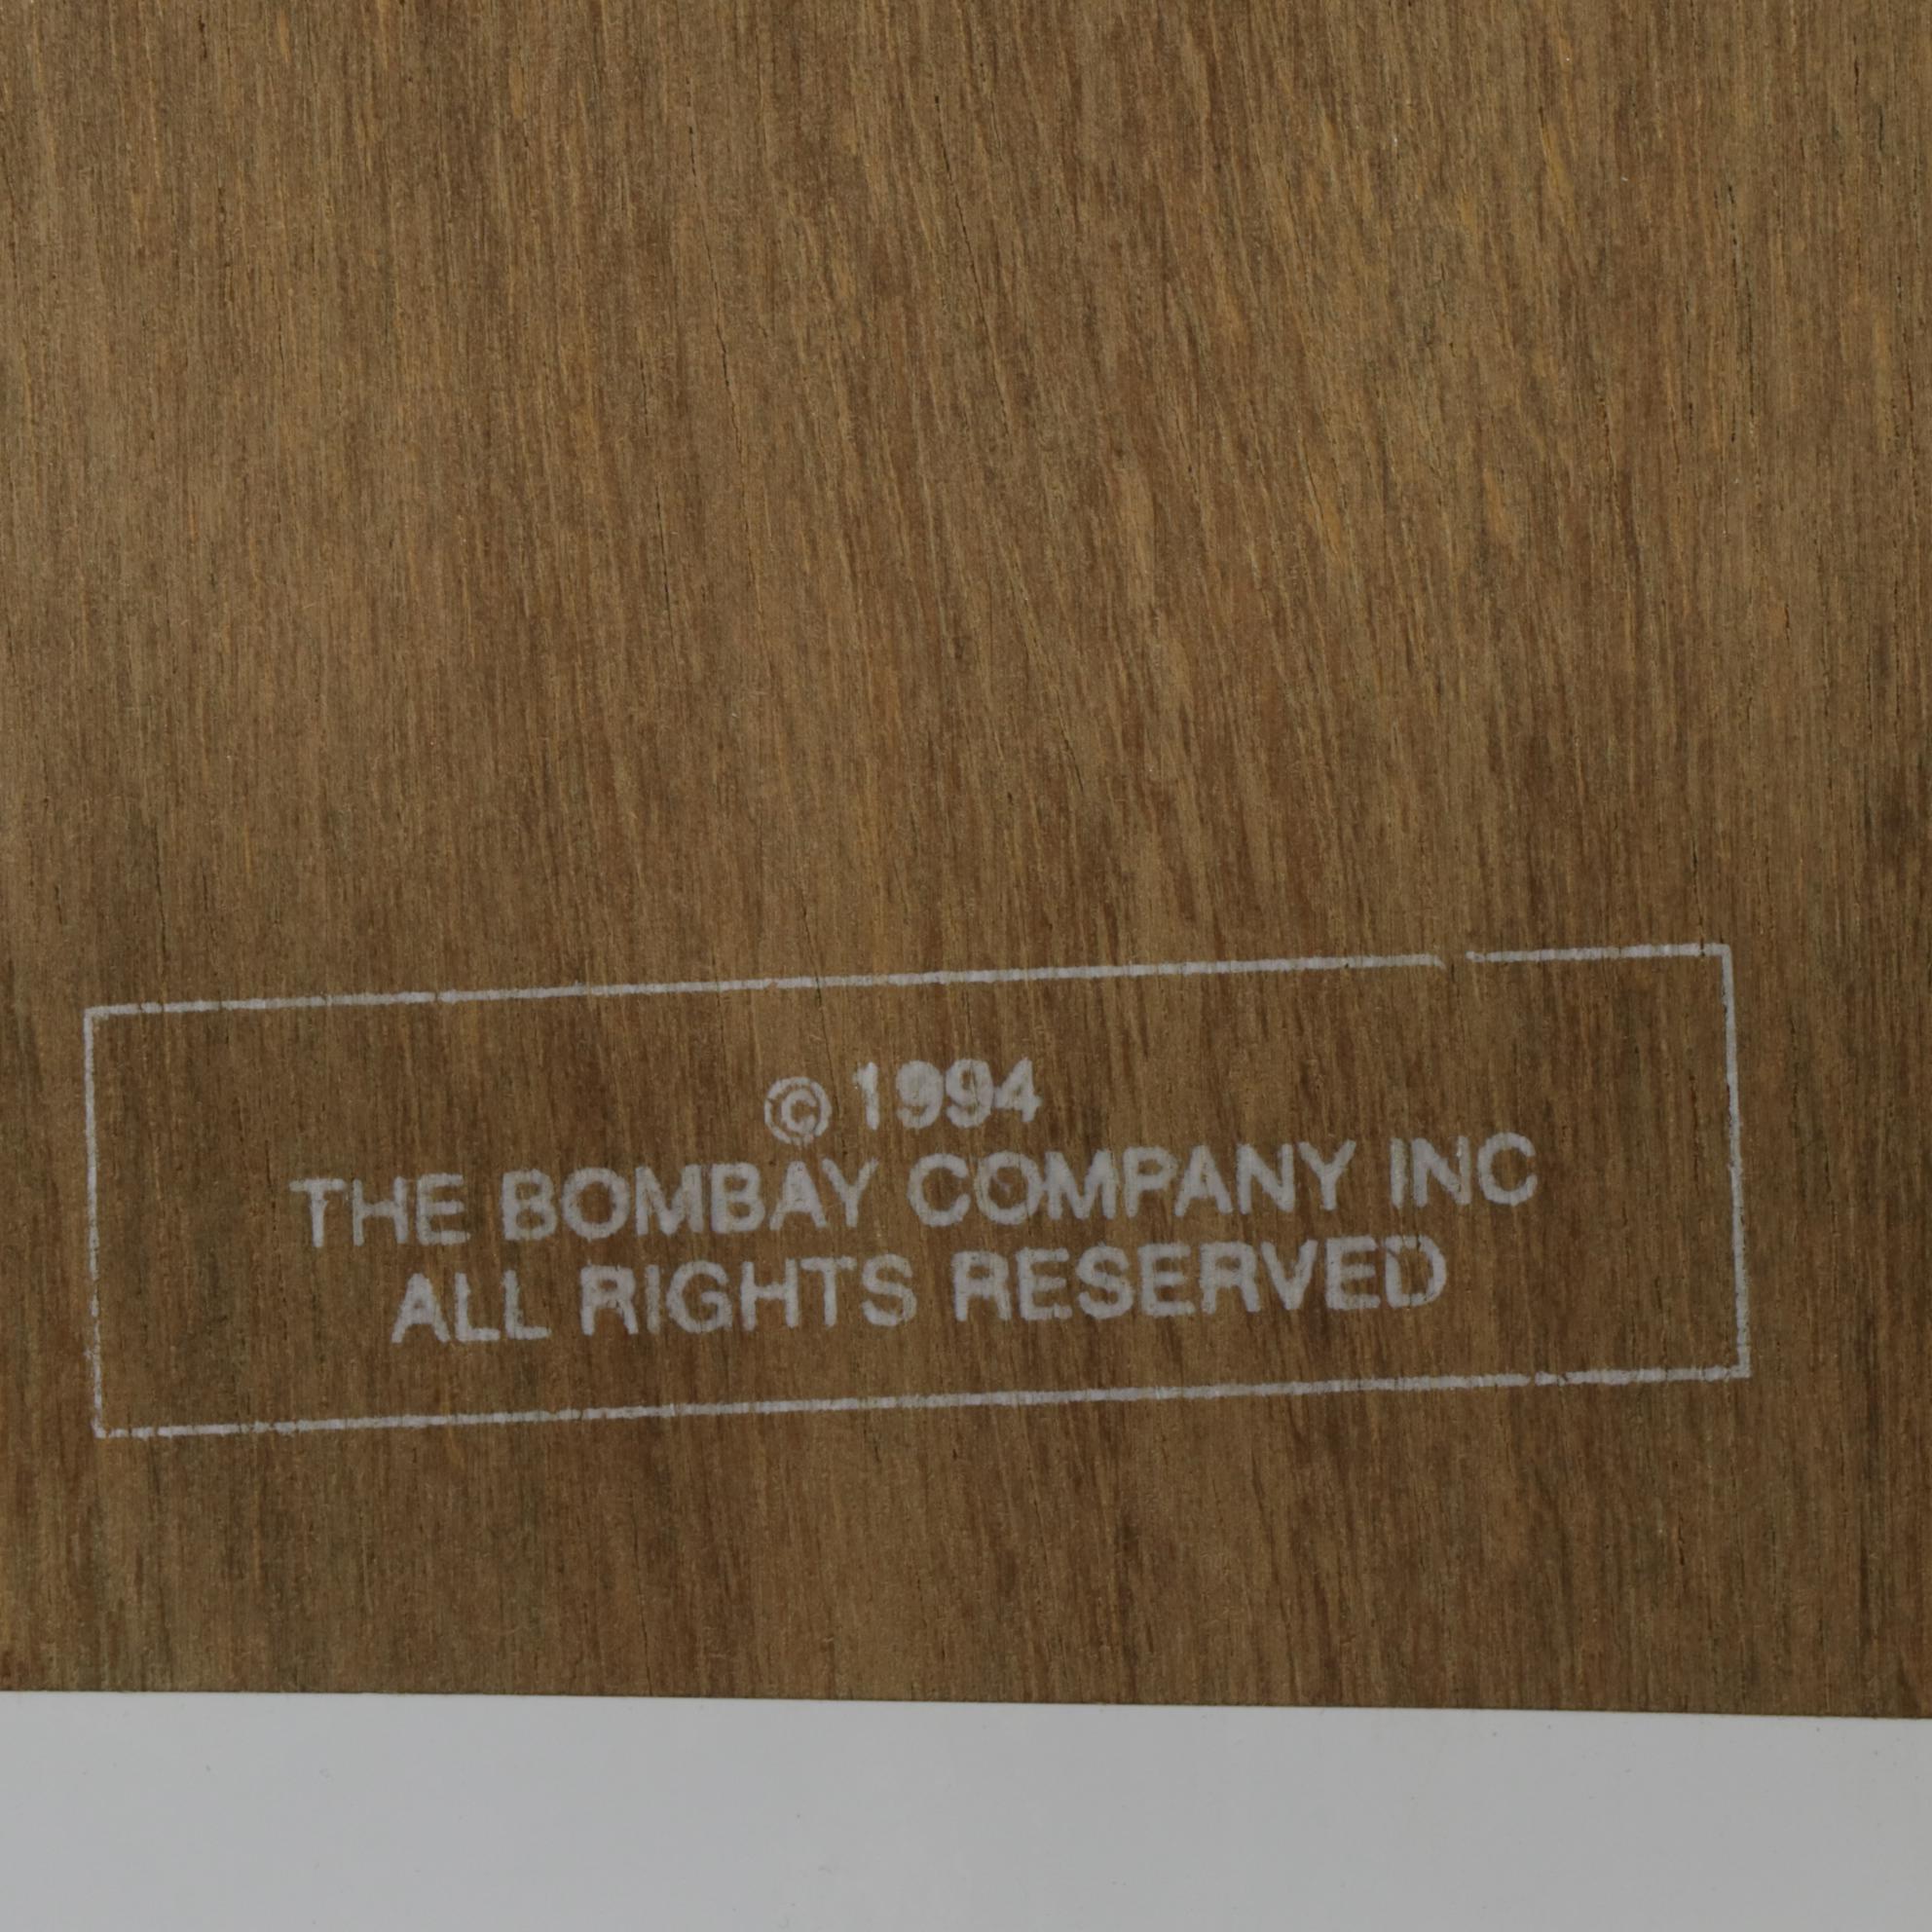 © 1994
THE BOMBAY COMPANY INC
ALL RIGHTS RESERVED